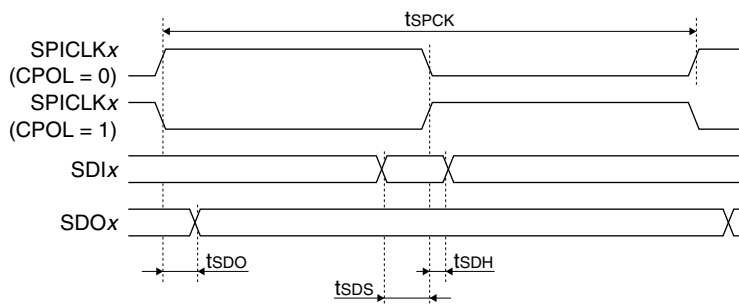 tSPCK
SPICLKx
(CPOL = 0)
SPICLKx
(CPOL = 1)
SDIx
SDOx
tSDO
tSDH
tSDS